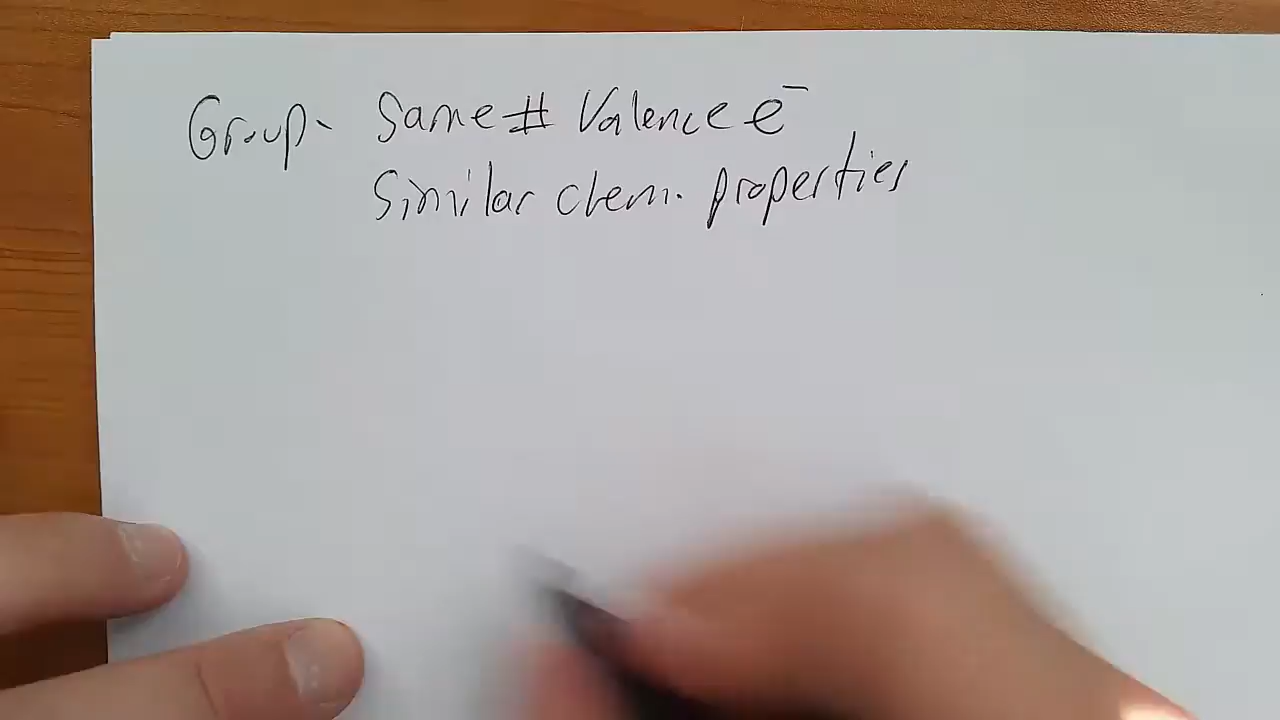 Group- Same # Valence e⁻
Similar chem. properties